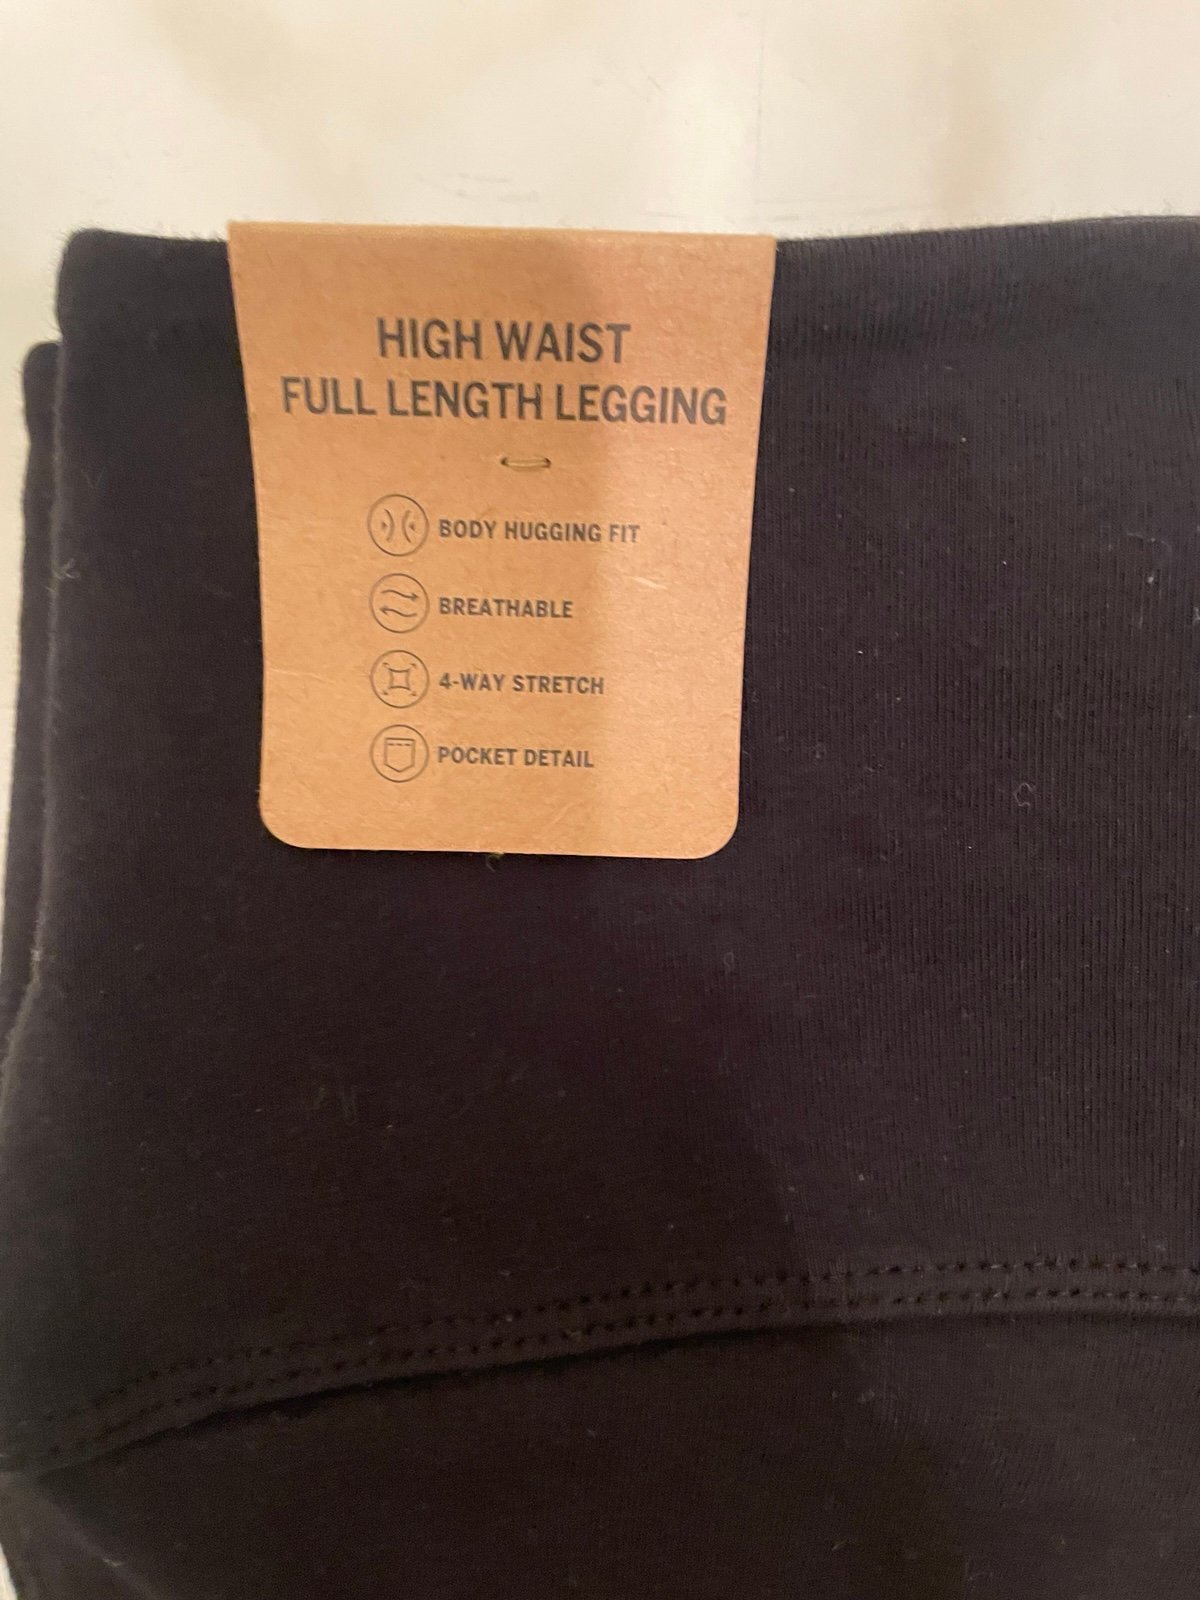 HIGH WAIST
FULL LENGTH LEGGING
BODY HUGGING FIT
BREATHABLE
4-WAY STRETCH
POCKET DETAIL